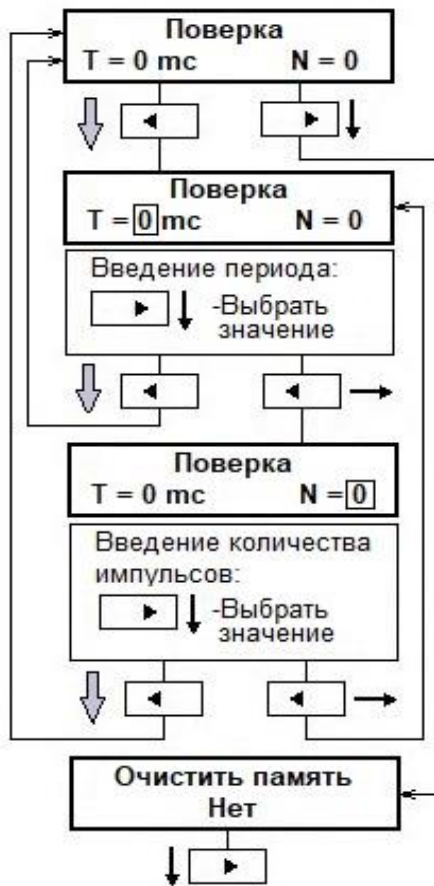 Поверка
T = 0 mc N = 0
Поверка
T = 0 mc N = 0
Введение периода:
-Выбрать
значение
Поверка
T = 0 mc N = 0
Введение количества
импульсов:
-Выбрать
значение
Очистить память
Нет